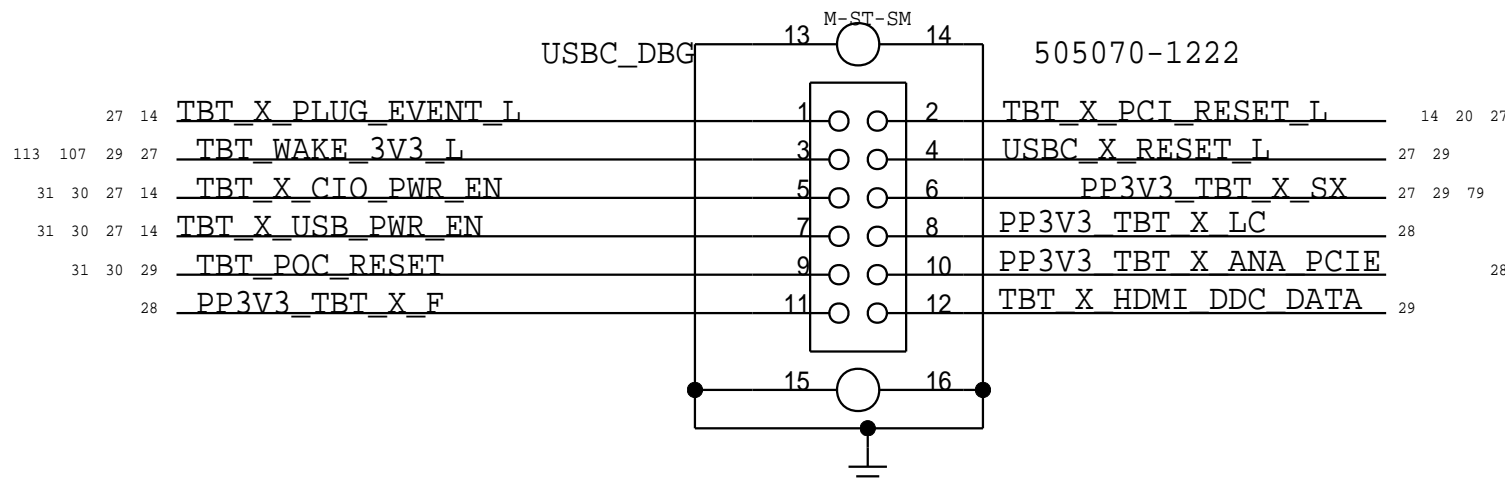 M-ST-SM
13 14
USBC_DBG 505070-1222
27 14 TBT_X_PLUG_EVENT_L 1 2 TBT_X_PCI_RESET_L 14 20 27
113 107 29 27 TBT_WAKE_3V3_L 3 4 USBC_X_RESET_L 27 29
31 30 27 14 TBT_X_CIO_PWR_EN 5 6 PP3V3_TBT_X_SX 27 29 79
31 30 27 14 TBT_X_USB_PWR_EN 7 8 PP3V3_TBT_X_LC 28
31 30 29 TBT_POC_RESET 9 10 PP3V3_TBT_X_ANA_PCIE 28
28 PP3V3_TBT_X_F 11 12 TBT_X_HDMI_DDC_DATA 29
15 16